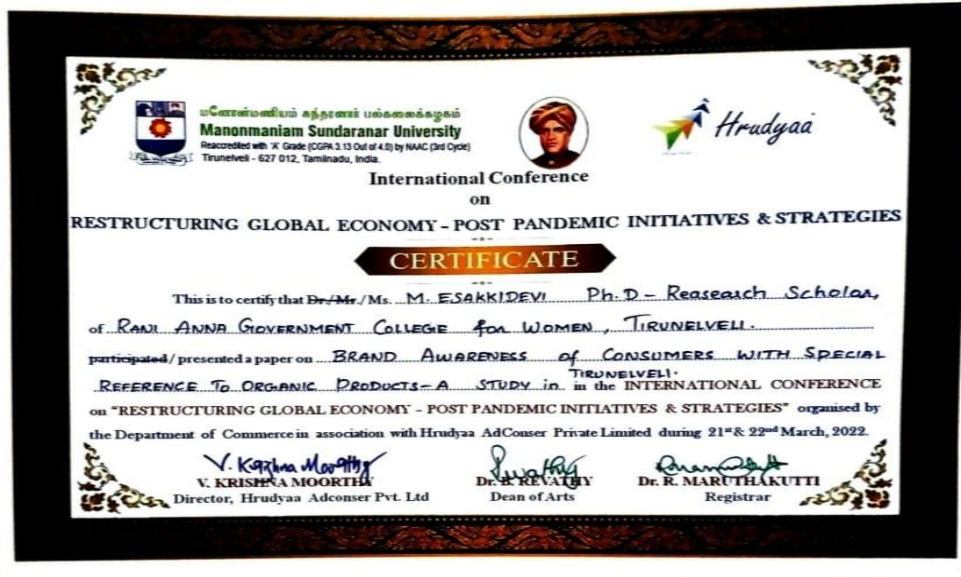 மனோன்மணியம் சுந்தரனார் பல்கலைக்கழகம்
Manonmaniam Sundaranar University
Reaccredited with 'A' Grade (CGPA 3.13 Out of 4.0) by NAAC (3rd Cycle)
Tirunelveli - 627 012, Tamilnadu, India.
Hrudyaa
International Conference
on
RESTRUCTURING GLOBAL ECONOMY - POST PANDEMIC INITIATIVES & STRATEGIES
CERTIFICATE
This is to certify that Dr./Mr./Ms. M. ESAKKIDEVI Ph.D - Reasearch Scholar,
of RANI ANNA GOVERNMENT COLLEGE for WOMEN, TIRUNELVELI.
participated/presented a paper on BRAND AWARENESS of CONSUMERS WITH SPECIAL
REFERENCE TO ORGANIC PRODUCTS - A STUDY in TIRUNELVELI. in the INTERNATIONAL CONFERENCE
on "RESTRUCTURING GLOBAL ECONOMY - POST PANDEMIC INITIATIVES & STRATEGIES" organised by
the Department of Commerce in association with Hrudyaa AdConser Private Limited during 21st & 22nd March, 2022.
V. Krishna Moorthy
V. KRISHNA MOORTHY Dr. REVATHY Dr. R. MARUTHAKUTTI
Director, Hrudyaa Adconser Pvt. Ltd Dean of Arts Registrar